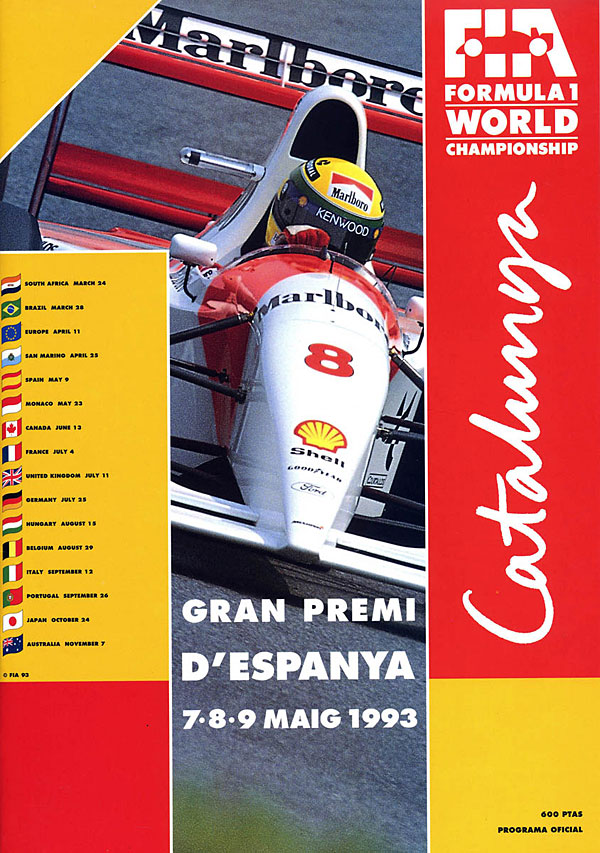 Marlboro
Marlboro
FIA
FORMULA 1
WORLD
CHAMPIONSHIP
Catalunya
Marlboro
KENWOOD
Marlboro
8
Shell
GOODYEAR
Ford
SOUTH AFRICA MARCH 24
BRAZIL MARCH 28
EUROPE APRIL 11
SAN MARINO APRIL 25
SPAIN MAY 9
MONACO MAY 23
CANADA JUNE 13
FRANCE JULY 4
UNITED KINGDOM JULY 11
GERMANY JULY 25
HUNGARY AUGUST 15
BELGIUM AUGUST 29
ITALY SEPTEMBER 12
PORTUGAL SEPTEMBER 26
JAPAN OCTOBER 24
AUSTRALIA NOVEMBER 7
© FIA 93
GRAN PREMI
D'ESPANYA
7·8·9 MAIG 1993
600 PTAS
PROGRAMA OFICIAL